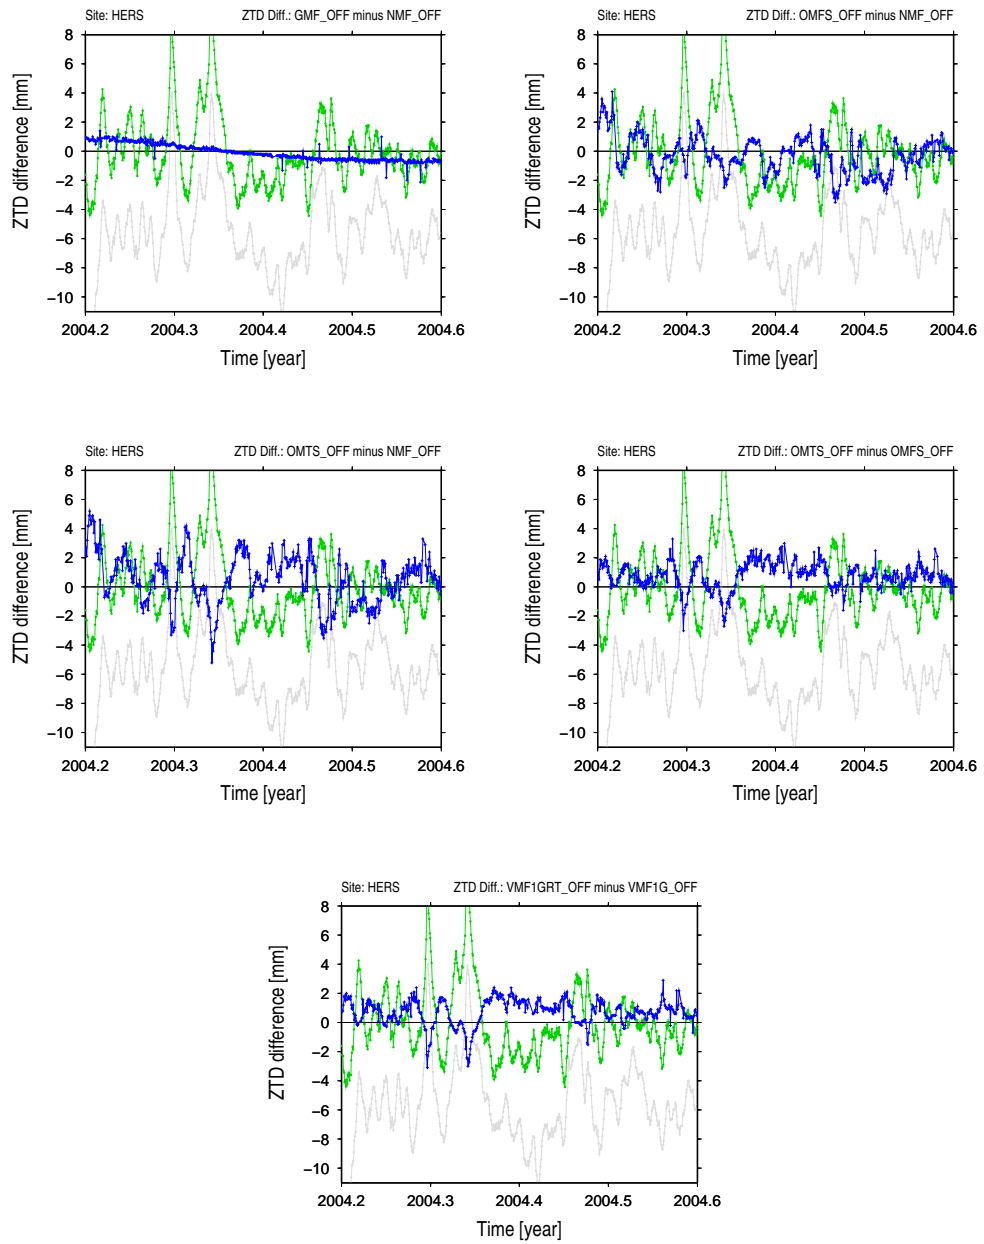 Site: HERS ZTD Diff.: GMF_OFF minus NMF_OFF
8
6
4
2
0
−2
−4
−6
−8
−10
ZTD difference [mm]
2004.2 2004.3 2004.4 2004.5 2004.6
Time [year]
Site: HERS ZTD Diff.: OMFS_OFF minus NMF_OFF
8
6
4
2
0
−2
−4
−6
−8
−10
ZTD difference [mm]
2004.2 2004.3 2004.4 2004.5 2004.6
Time [year]
Site: HERS ZTD Diff.: OMTS_OFF minus NMF_OFF
8
6
4
2
0
−2
−4
−6
−8
−10
ZTD difference [mm]
2004.2 2004.3 2004.4 2004.5 2004.6
Time [year]
Site: HERS ZTD Diff.: OMTS_OFF minus OMFS_OFF
8
6
4
2
0
−2
−4
−6
−8
−10
ZTD difference [mm]
2004.2 2004.3 2004.4 2004.5 2004.6
Time [year]
Site: HERS ZTD Diff.: VMF1GRT_OFF minus VMF1G_OFF
8
6
4
2
0
−2
−4
−6
−8
−10
ZTD difference [mm]
2004.2 2004.3 2004.4 2004.5 2004.6
Time [year]